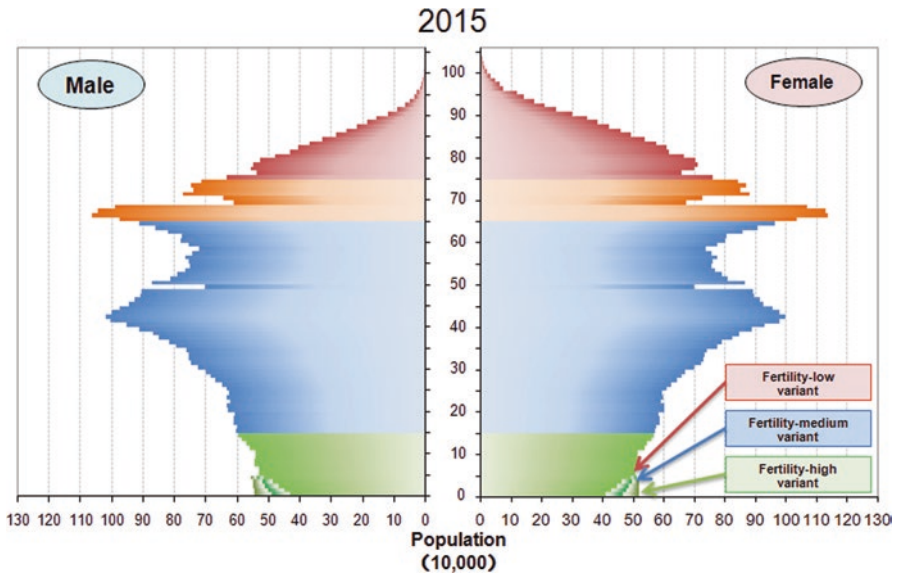 2015
Male
Female
100
90
80
70
60
50
40
30
20
10
0
Fertility-low
variant
Fertility-medium
variant
Fertility-high
variant
130 120 110 100 90 80 70 60 50 40 30 20 10 0
0 10 20 30 40 50 60 70 80 90 100 110 120 130
Population
(10,000)